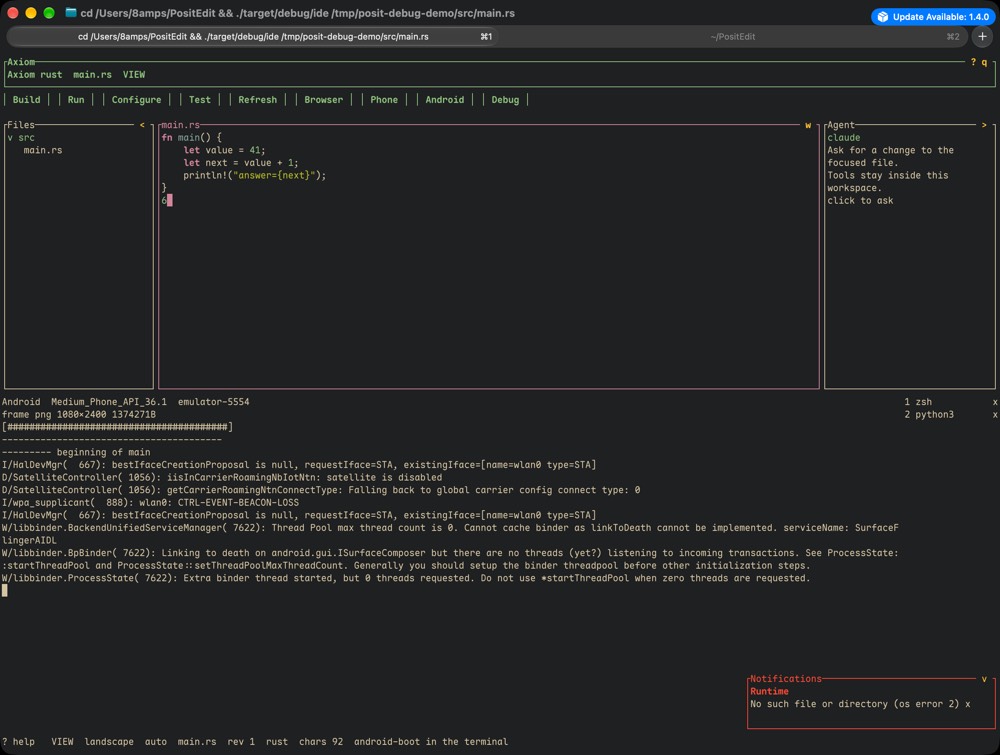 cd /Users/8amps/PositEdit && ./target/debug/ide /tmp/posit-debug-demo/src/main.rs
Update Available: 1.4.0
cd /Users/8amps/PositEdit && ./target/debug/ide /tmp/posit-debug-demo/src/main.rs ⌘1
~/PositEdit ⌘2 +
Axiom ? q
Axiom rust main.rs VIEW
| Build | | Run | | Configure | | Test | | Refresh | | Browser | | Phone | | Android | | Debug |
Files <
v src
main.rs
main.rs w
fn main() {
    let value = 41;
    let next = value + 1;
    println!("answer={next}");
}
6
Agent >
claude
Ask for a change to the
focused file.
Tools stay inside this
workspace.
click to ask
Android Medium_Phone_API_36.1 emulator-5554
frame png 1080×2400 1374271B
[########################################]
----------------------------------------
--------- beginning of main
I/HalDevMgr(  667): bestIfaceCreationProposal is null, requestIface=STA, existingIface=[name=wlan0 type=STA]
D/SatelliteController( 1056): iisInCarrierRoamingNbIotNtn: satellite is disabled
D/SatelliteController( 1056): getCarrierRoamingNtnConnectType: Falling back to global carrier config connect type: 0
I/wpa_supplicant(  888): wlan0: CTRL-EVENT-BEACON-LOSS
I/HalDevMgr(  667): bestIfaceCreationProposal is null, requestIface=STA, existingIface=[name=wlan0 type=STA]
W/libbinder.BackendUnifiedServiceManager( 7622): Thread Pool max thread count is 0. Cannot cache binder as linkToDeath cannot be implemented. serviceName: SurfaceF
lingerAIDL
W/libbinder.BpBinder( 7622): Linking to death on android.gui.ISurfaceComposer but there are no threads (yet?) listening to incoming transactions. See ProcessState:
:startThreadPool and ProcessState::setThreadPoolMaxThreadCount. Generally you should setup the binder threadpool before other initialization steps.
W/libbinder.ProcessState( 7622): Extra binder thread started, but 0 threads requested. Do not use *startThreadPool when zero threads are requested.
1 zsh x
2 python3 x
Notifications v
Runtime
No such file or directory (os error 2) x
? help VIEW landscape auto main.rs rev 1 rust chars 92 android-boot in the terminal